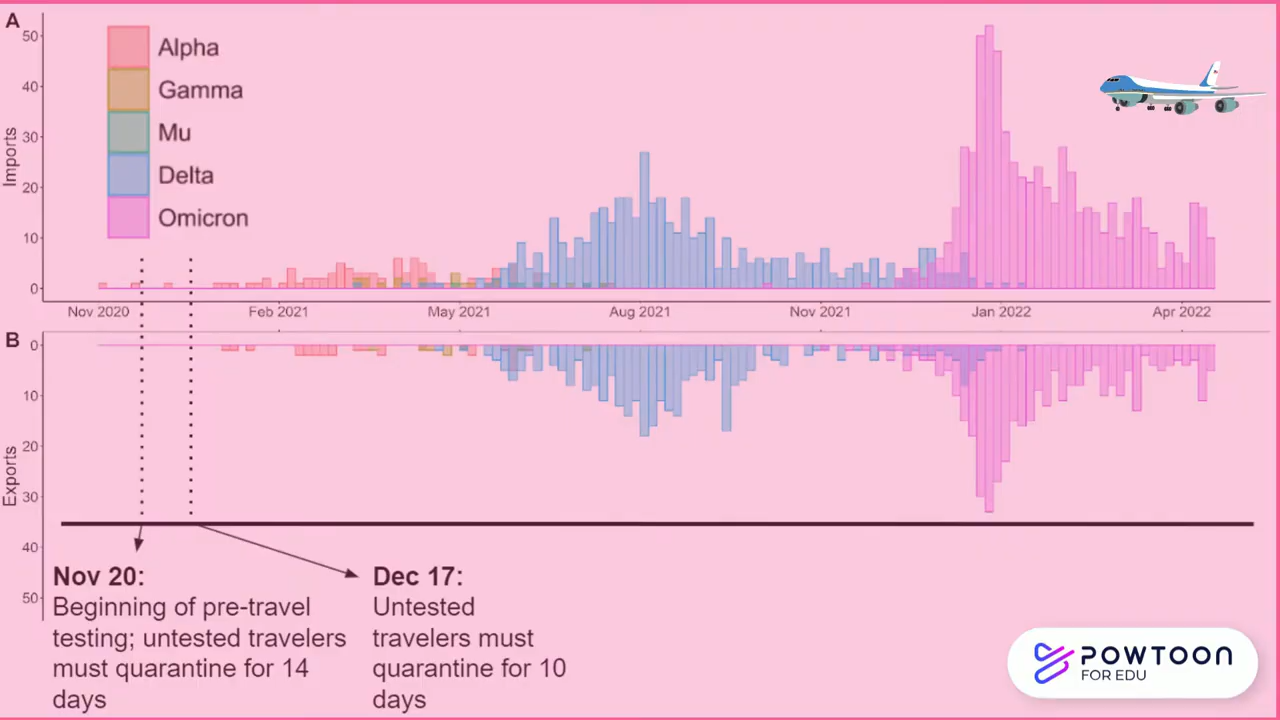 A
50
40
30
20
10
0
Imports
Alpha
Gamma
Mu
Delta
Omicron
Nov 2020
Feb 2021
May 2021
Aug 2021
Nov 2021
Jan 2022
Apr 2022
B
0
10
20
30
40
50
Exports
Nov 20:
Beginning of pre-travel
testing; untested travelers
must quarantine for 14
days
Dec 17:
Untested
travelers must
quarantine for 10
days
POWTOON
FOR EDU